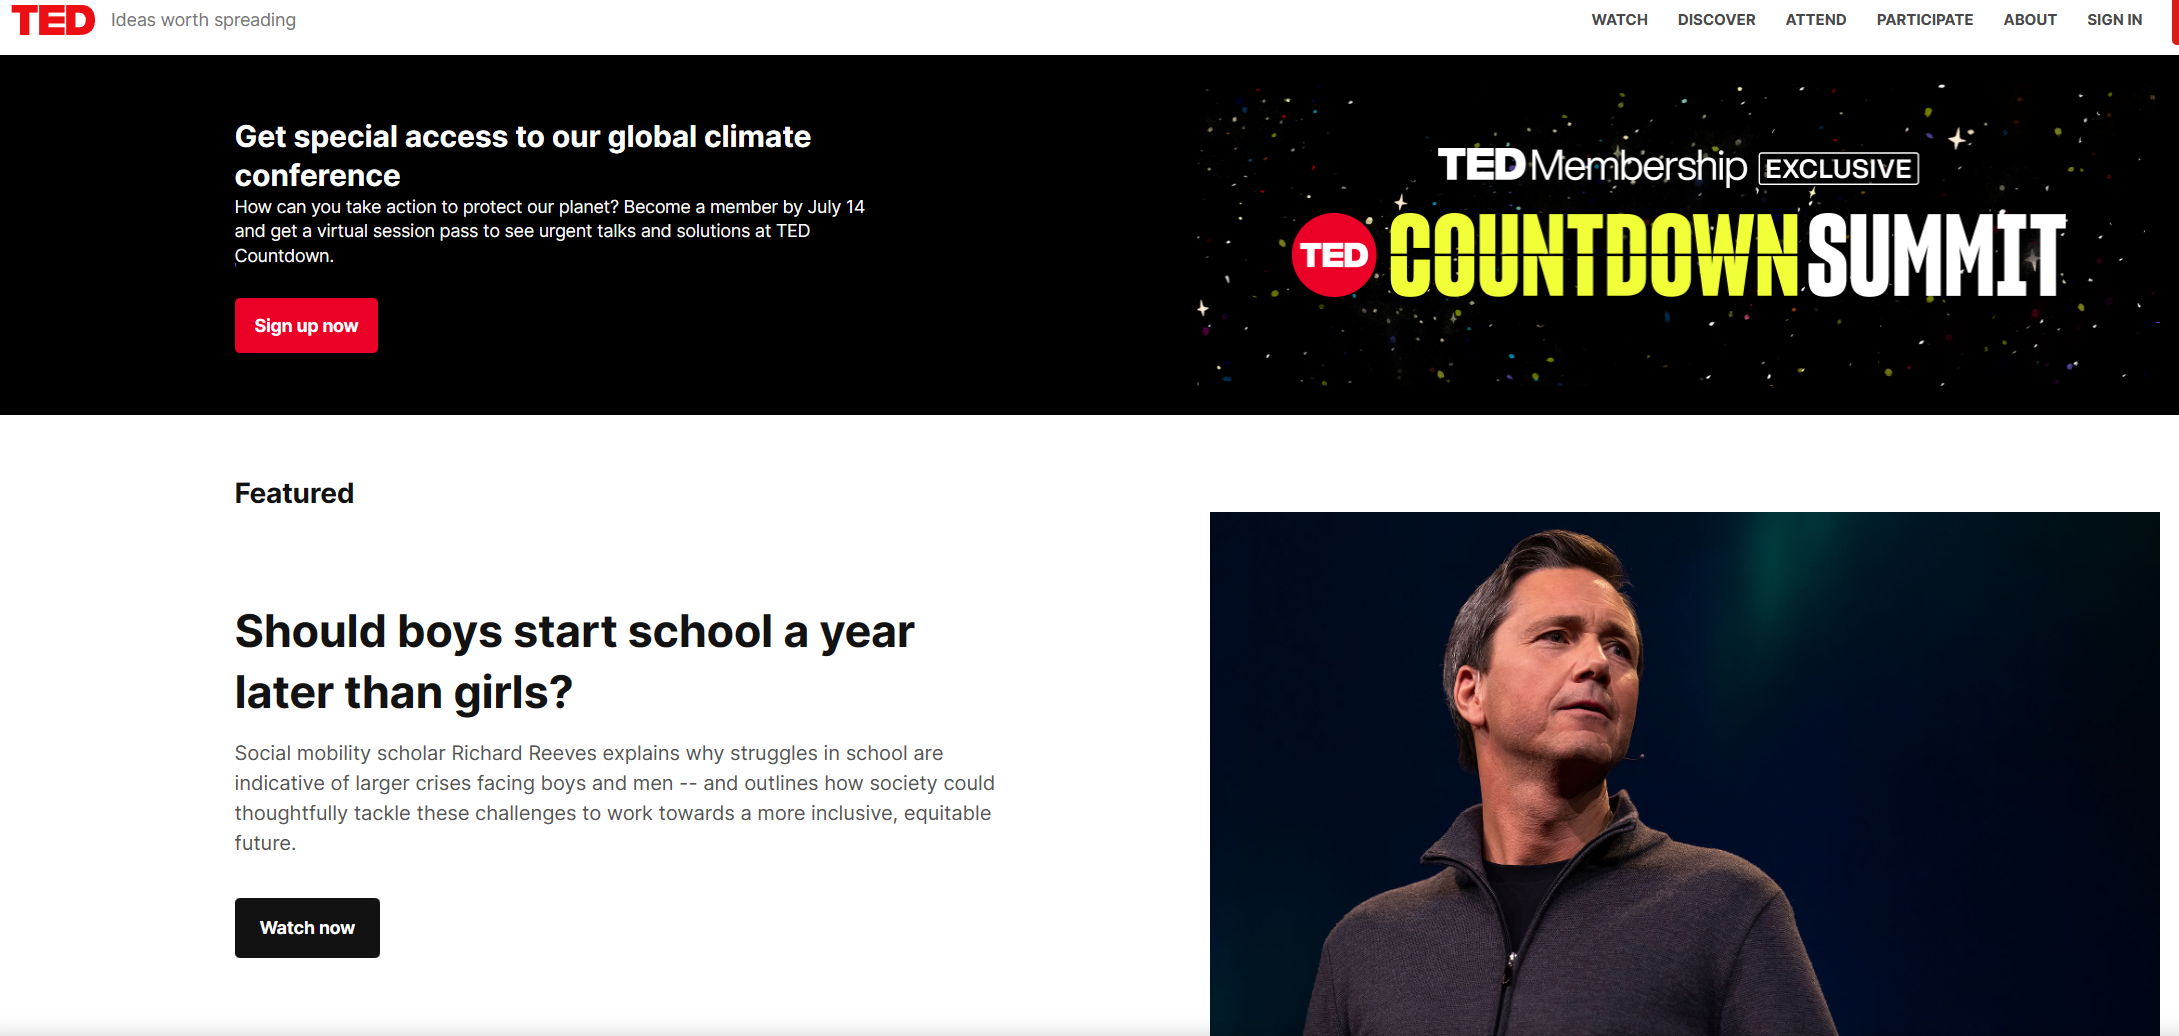 TED Ideas worth spreading
WATCH DISCOVER ATTEND PARTICIPATE ABOUT SIGN IN
Get special access to our global climate
conference
How can you take action to protect our planet? Become a member by July 14
and get a virtual session pass to see urgent talks and solutions at TED
Countdown.
Sign up now
TED Membership EXCLUSIVE
TED COUNTDOWN SUMMIT
Featured
Should boys start school a year
later than girls?
Social mobility scholar Richard Reeves explains why struggles in school are
indicative of larger crises facing boys and men -- and outlines how society could
thoughtfully tackle these challenges to work towards a more inclusive, equitable
future.
Watch now